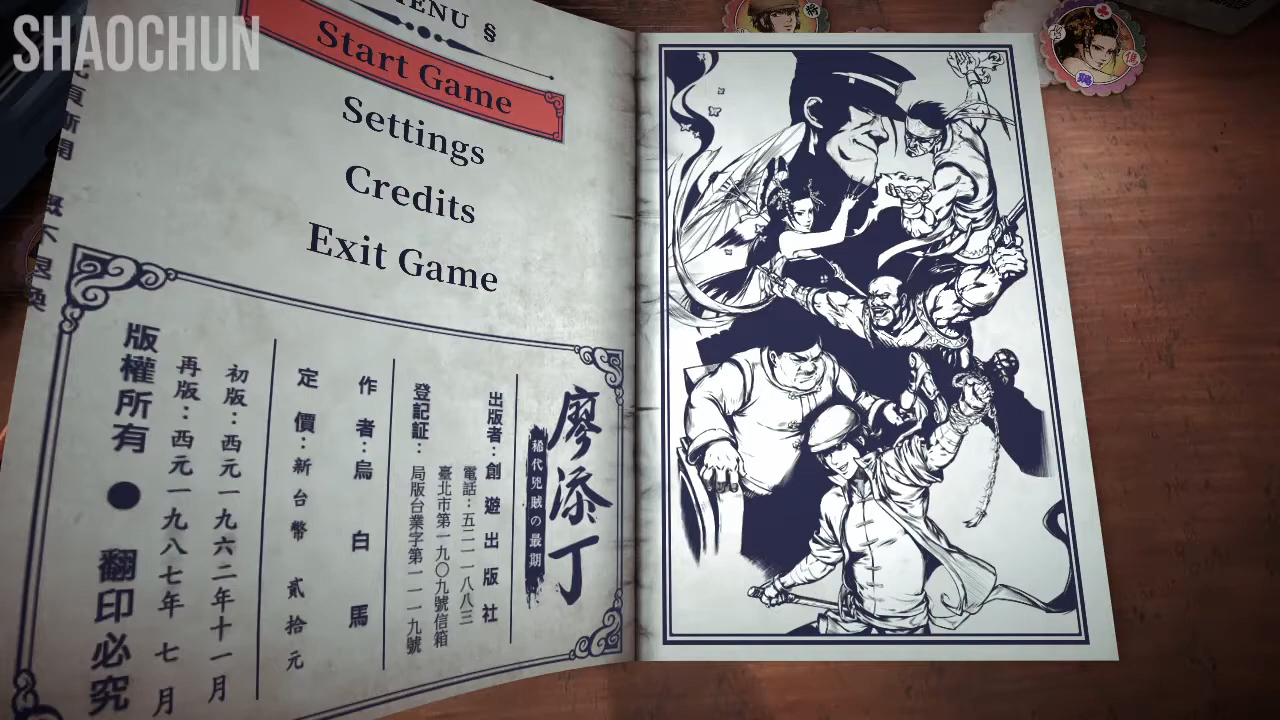 SHAOCHUN
MENU §
Start Game
Settings
Credits
Exit Game
廖添丁
稀代兇賊の最期
出版者：創遊出版社
電話：五二一一八八三
臺北市第一九〇九號信箱
登記証：局版台業字第一一一九號
作者：烏白馬
定價：新台幣 貳拾元
初版：西元一九六二年十一月
再版：西元一九八七年 七月
版權所有 ● 翻印必究